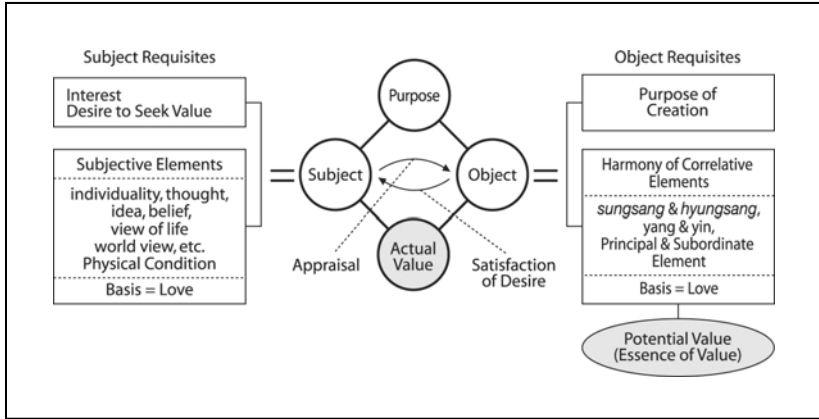 Subject Requisites
Interest
Desire to Seek Value
Subjective Elements
individuality, thought,
idea, belief,
view of life
world view, etc.
Physical Condition
Basis = Love
=
Purpose
Subject
Object
Actual
Value
Appraisal
Satisfaction
of Desire
=
Object Requisites
Purpose of
Creation
Harmony of Correlative
Elements
sungsang & hyungsang,
yang & yin,
Principal & Subordinate
Element
Basis = Love
Potential Value
(Essence of Value)